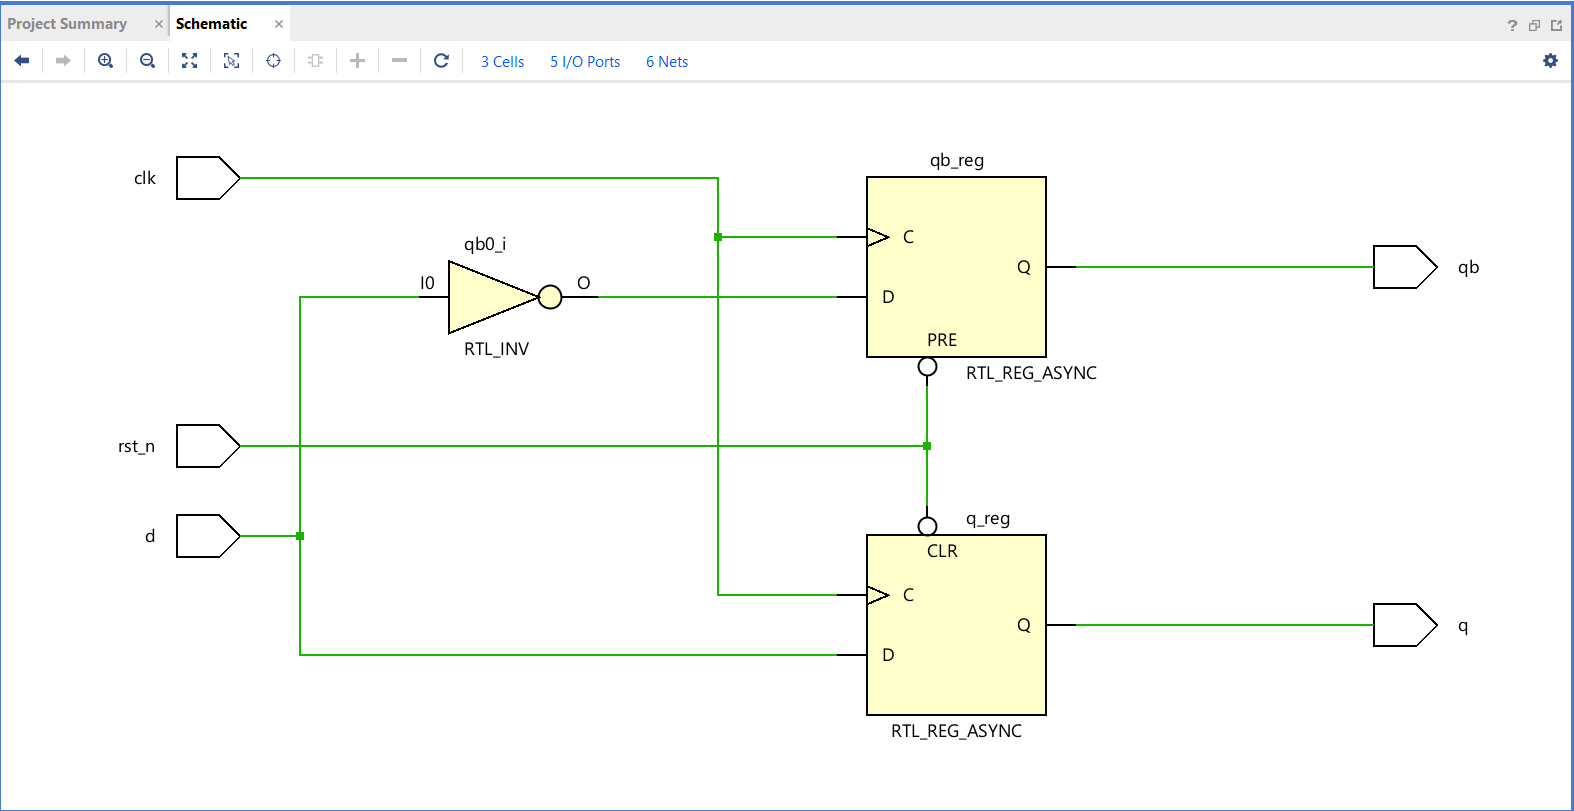 Project Summary × Schematic × ?
3 Cells 5 I/O Ports 6 Nets
qb_reg
clk
C
qb0_i
Q
qb
I0
O
D
PRE
RTL_INV
RTL_REG_ASYNC
rst_n
q_reg
d
CLR
C
Q
q
D
RTL_REG_ASYNC